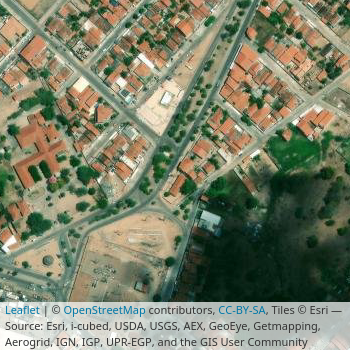 Leaflet | © OpenStreetMap contributors, CC-BY-SA, Tiles © Esri —
Source: Esri, i-cubed, USDA, USGS, AEX, GeoEye, Getmapping,
Aerogrid, IGN, IGP, UPR-EGP, and the GIS User Community